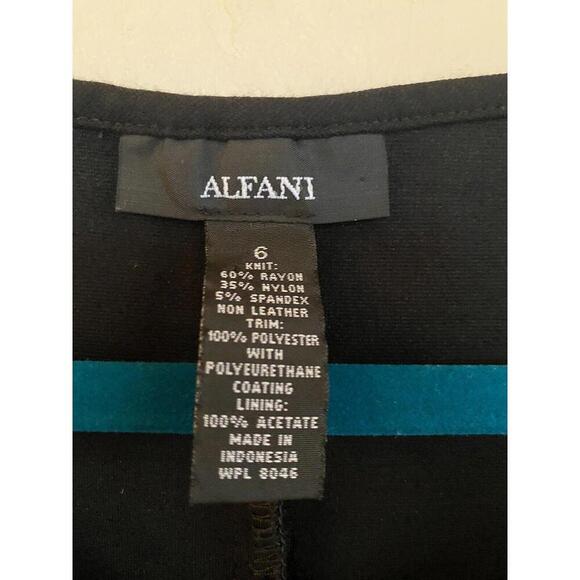 ALFANI
6
KNIT:
60% RAYON
35% NYLON
5% SPANDEX
NON LEATHER
TRIM:
100% POLYESTER
WITH
POLYEURETHANE
COATING
LINING:
100% ACETATE
MADE IN
INDONESIA
WPL 8046